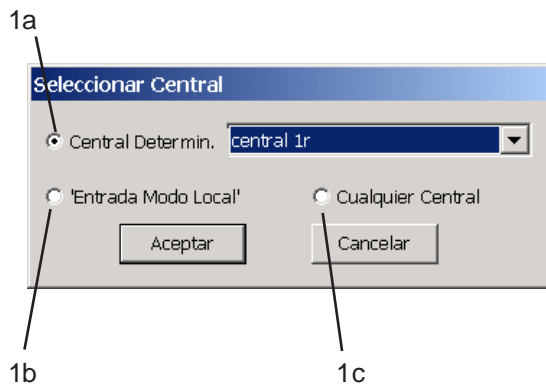 1a
Seleccionar Central
Central Determin. central 1r
'Entrada Modo Local' Cualquier Central
Aceptar Cancelar
1b 1c